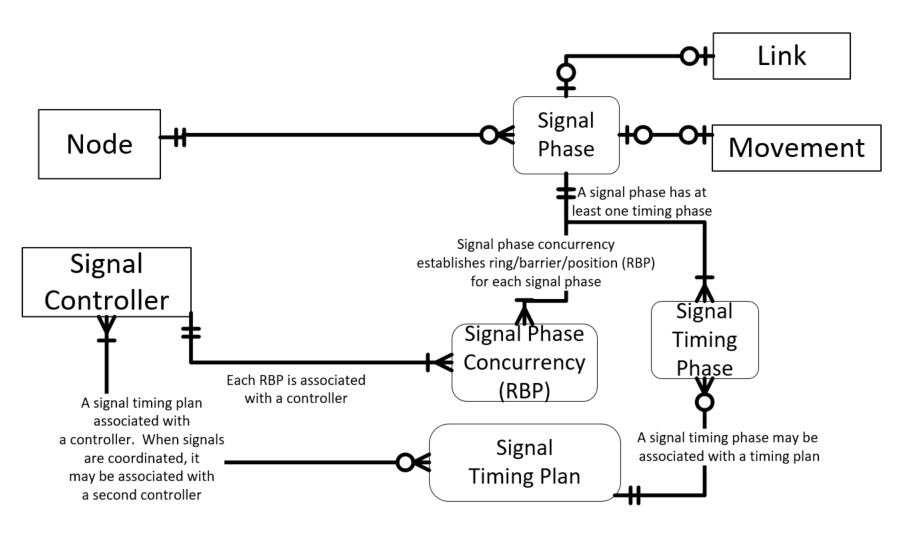 Link
Signal
Phase
Node
Movement
A signal phase has at
least one timing phase
Signal phase concurrency
establishes ring/barrier/position (RBP)
for each signal phase
Signal
Controller
Signal
Timing
Phase
Signal Phase
Concurrency
(RBP)
Each RBP is associated
with a controller
A signal timing plan
associated with
a controller.  When signals
are coordinated, it
may be associated with
a second controller
Signal
Timing Plan
A signal timing phase may be
associated with a timing plan